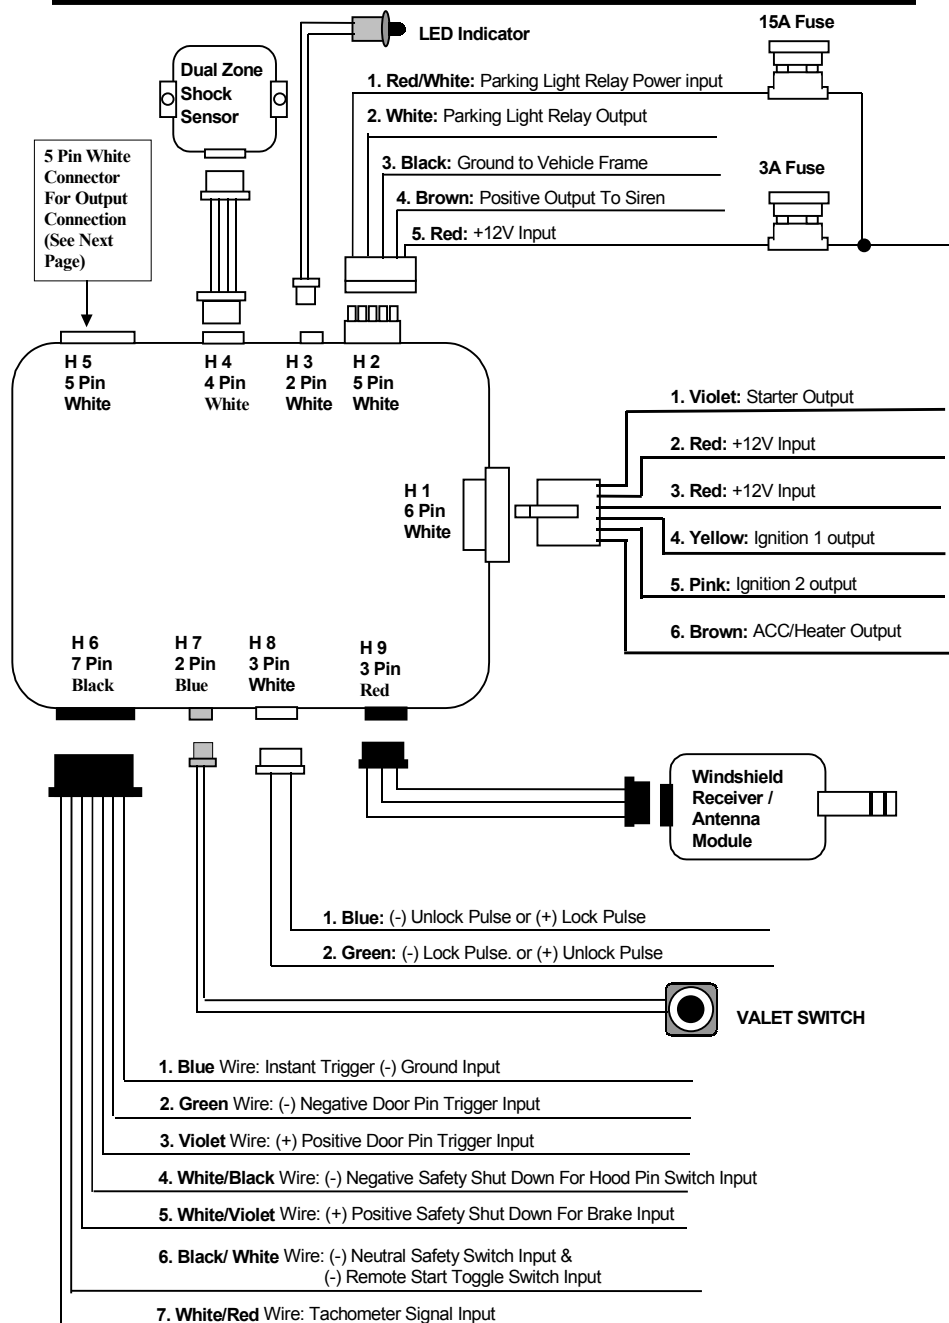 LED Indicator
15A Fuse
Dual Zone
Shock
Sensor
1. Red/White: Parking Light Relay Power input
2. White: Parking Light Relay Output
3. Black: Ground to Vehicle Frame
4. Brown: Positive Output To Siren
5. Red: +12V Input
3A Fuse
5 Pin White
Connector
For Output
Connection
(See Next
Page)
H 5
5 Pin
White
H 4
4 Pin
White
H 3
2 Pin
White
H 2
5 Pin
White
H 1
6 Pin
White
1. Violet: Starter Output
2. Red: +12V Input
3. Red: +12V Input
4. Yellow: Ignition 1 output
5. Pink: Ignition 2 output
6. Brown: ACC/Heater Output
H 6
7 Pin
Black
H 7
2 Pin
Blue
H 8
3 Pin
White
H 9
3 Pin
Red
Windshield
Receiver /
Antenna
Module
1. Blue: (-) Unlock Pulse or (+) Lock Pulse
2. Green: (-) Lock Pulse. or (+) Unlock Pulse
VALET SWITCH
1. Blue Wire: Instant Trigger (-) Ground Input
2. Green Wire: (-) Negative Door Pin Trigger Input
3. Violet Wire: (+) Positive Door Pin Trigger Input
4. White/Black Wire: (-) Negative Safety Shut Down For Hood Pin Switch Input
5. White/Violet Wire: (+) Positive Safety Shut Down For Brake Input
6. Black/ White Wire: (-) Neutral Safety Switch Input &
(-) Remote Start Toggle Switch Input
7. White/Red Wire: Tachometer Signal Input